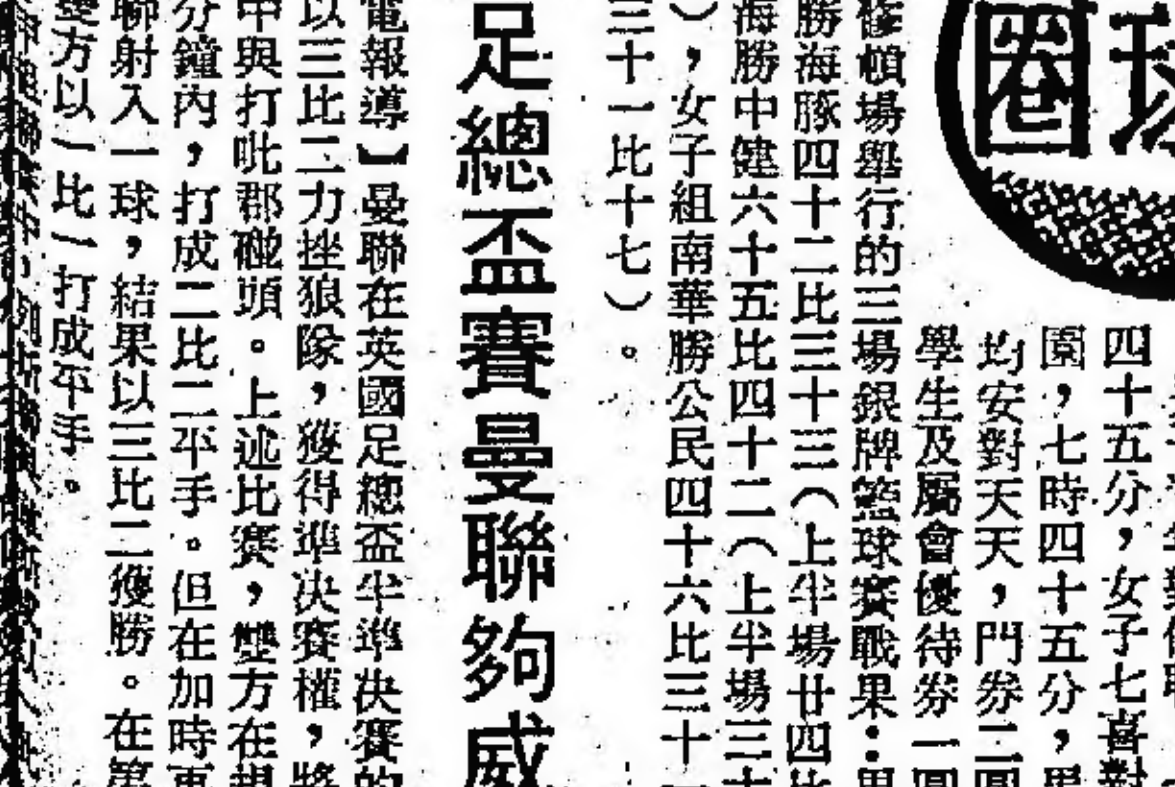 球圈
四十五分，女子七喜對
園，七時四十五分，男
均安對天天，門券二圓
學生及屬會優待券一圓
修頓場舉行的三場銀牌籃球賽戰果：男
勝海豚四十二比三十三（上半場廿四比
海勝中健六十五比四十二（上半場三十
），女子組南華勝公民四十六比三十一
三十一比十七）。
足總盃賽曼聯夠威
電報導】曼聯在英國足總盃半準決賽的
以三比二力挫狼隊，獲得準決賽權，將
中與打吡郡碰頭。上述比賽，雙方在規
分鐘內，打成二比二平手。但在加時再
聯射入一球，結果以三比二獲勝。在第
雙方以一比一打成平手。